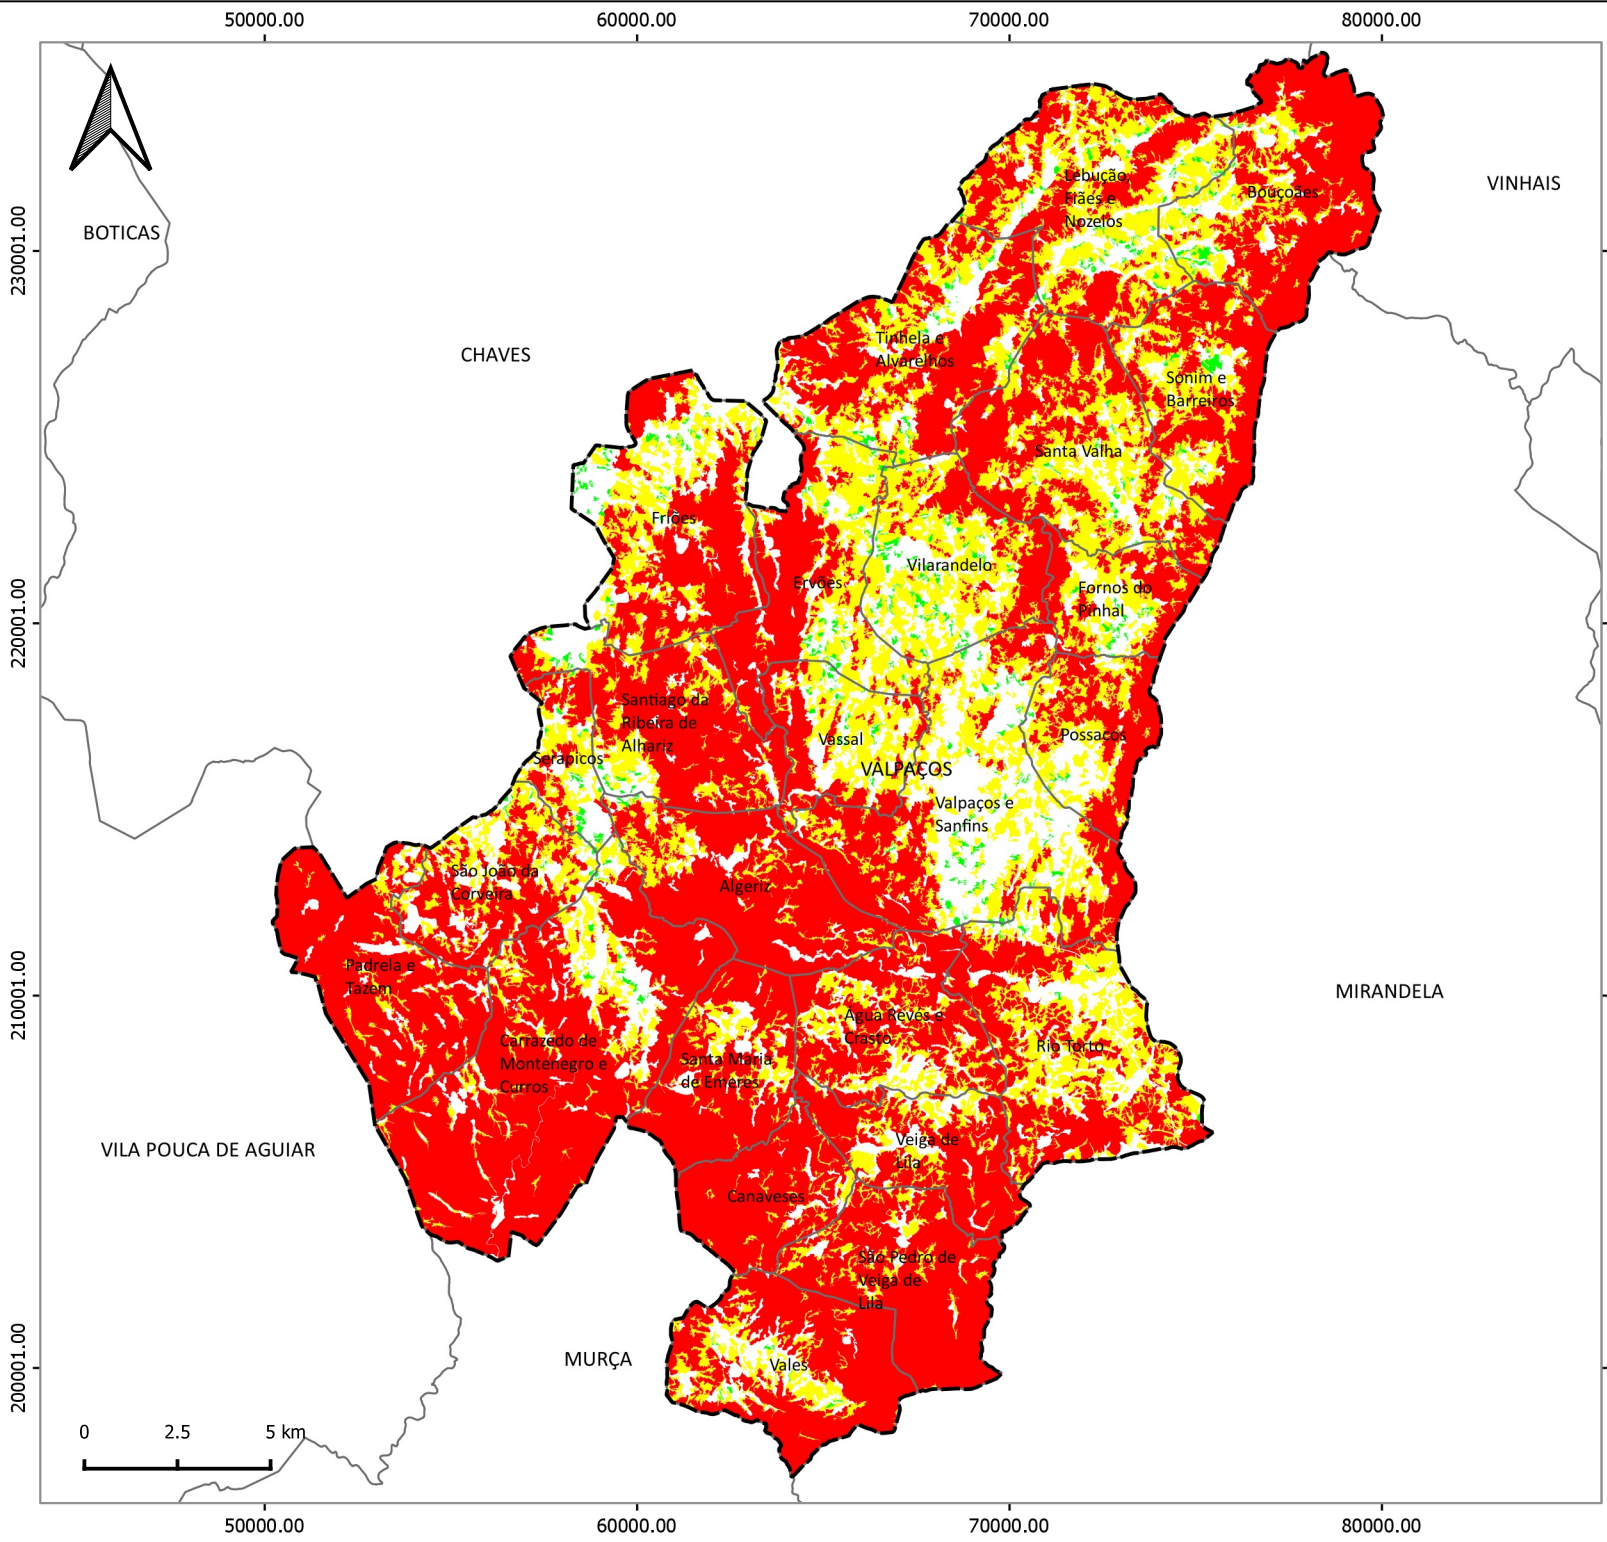 50000.00 60000.00 70000.00 80000.00
230001.00
220001.00
210001.00
200001.00
BOTICAS
VINHAIS
CHAVES
Lebução,
Fiães e
Nozelos
Bouçoães
Tinhela e
Alvarelhos
Sonim e
Barreiros
Santa Valha
Friões
Ervões
Vilarandelo
Fornos do
Pinhal
Santiago da
Ribeira de
Alhariz
Serapicos
Vassal
Possacos
VALPAÇOS
Valpaços e
Sanfins
São João da
Corveira
Algeriz
Padrela e
Tazem
MIRANDELA
Carrazedo de
Montenegro e
Curros
Santa Maria
de Emeres
Água Revés e
Crasto
Rio Torto
VILA POUCA DE AGUIAR
Veiga de
Lila
Canaveses
São Pedro de
Veiga de
Lila
MURÇA
Vales
0 2.5 5 km
50000.00 60000.00 70000.00 80000.00